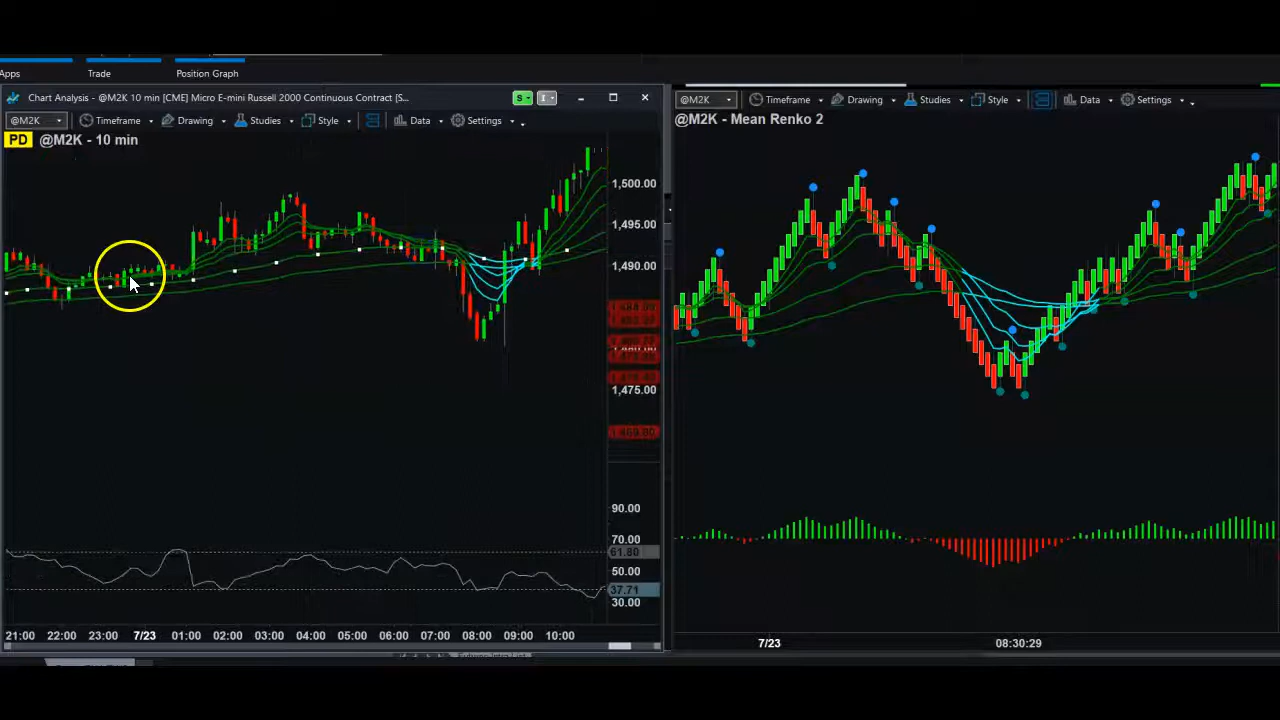 Apps Trade Position Graph
Chart Analysis - @M2K 10 min [CME] Micro E-mini Russell 2000 Continuous Contract [S...
@M2K Timeframe Drawing Studies Style Data Settings
PD @M2K - 10 min
1,500.00
1,495.00
1,490.00
1,475.00
1,469.00
90.00
70.00
61.80
50.00
37.71
30.00
21:00 22:00 23:00 7/23 01:00 02:00 03:00 04:00 05:00 06:00 07:00 08:00 09:00 10:00
@M2K Timeframe Drawing Studies Style Data Settings
@M2K - Mean Renko 2
7/23 08:30:29